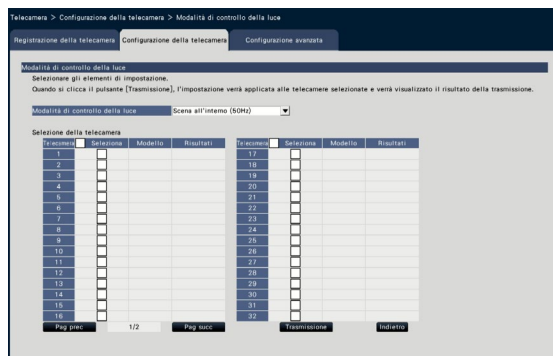 Telecamera > Configurazione della telecamera > Modalità di controllo della luce
Registrazione della telecamera Configurazione della telecamera Configurazione avanzata
Modalità di controllo della luce
Selezionare gli elementi di impostazione.
Quando si clicca il pulsante [Trasmissione], l'impostazione verrà applicata alle telecamere selezionate e verrà visualizzato il risultato della trasmissione.
Modalità di controllo della luce Scena all'interno (50Hz)
Selezione della telecamera
Telecamera Seleziona Modello Risultati Telecamera Seleziona Modello Risultati
1 17
2 18
3 19
4 20
5 21
6 22
7 23
8 24
9 25
10 26
11 27
12 28
13 29
14 30
15 31
16 32
Pag prec 1/2 Pag succ Trasmissione Indietro